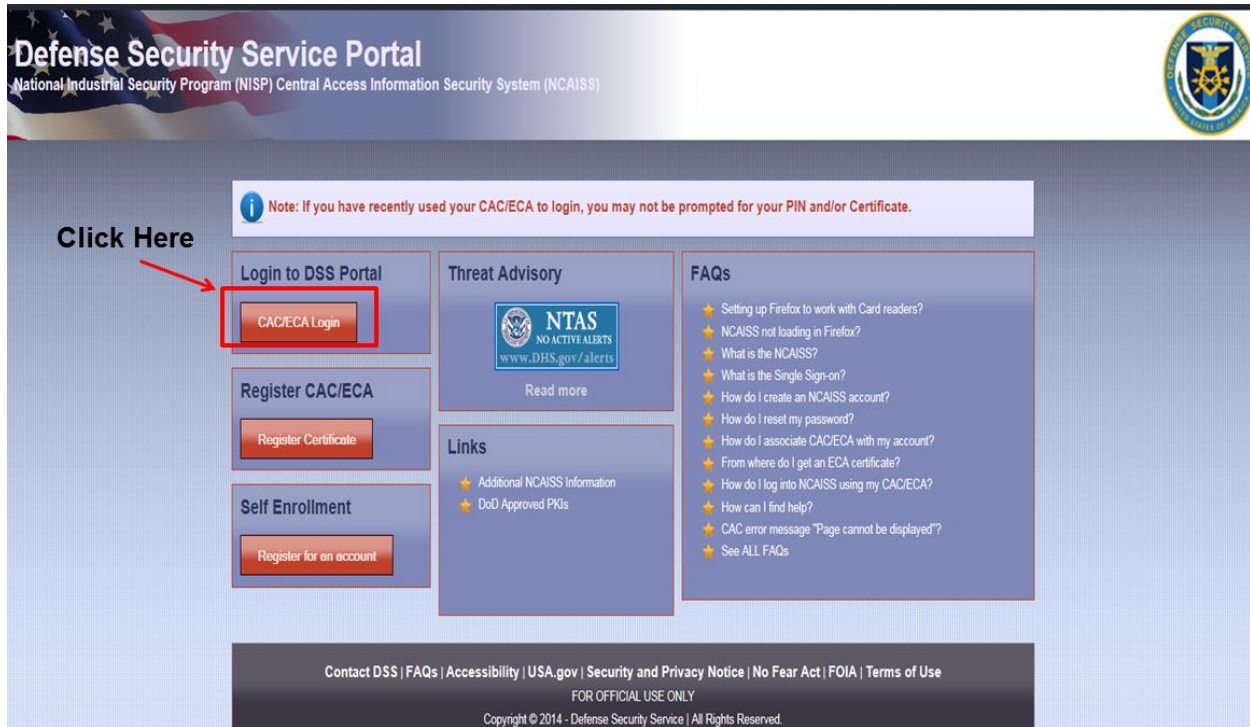 Defense Security Service Portal
National Industrial Security Program (NISP) Central Access Information Security System (NCAISS)
DEFENSE SECURITY SERVICE
UNITED STATES OF AMERICA
Note: If you have recently used your CAC/ECA to login, you may not be prompted for your PIN and/or Certificate.
Click Here
Login to DSS Portal
CAC/ECA Login
Register CAC/ECA
Register Certificate
Self Enrollment
Register for an account
Threat Advisory
NTAS
NO ACTIVE ALERTS
www.DHS.gov/alerts
Read more
Links
Additional NCAISS Information
DoD Approved PKIs
FAQs
Setting up Firefox to work with Card readers?
NCAISS not loading in Firefox?
What is the NCAISS?
What is the Single Sign-on?
How do I create an NCAISS account?
How do I reset my password?
How do I associate CAC/ECA with my account?
From where do I get an ECA certificate?
How do I log into NCAISS using my CAC/ECA?
How can I find help?
CAC error message "Page cannot be displayed"?
See ALL FAQs
Contact DSS | FAQs | Accessibility | USA.gov | Security and Privacy Notice | No Fear Act | FOIA | Terms of Use
FOR OFFICIAL USE ONLY
Copyright © 2014 - Defense Security Service | All Rights Reserved.